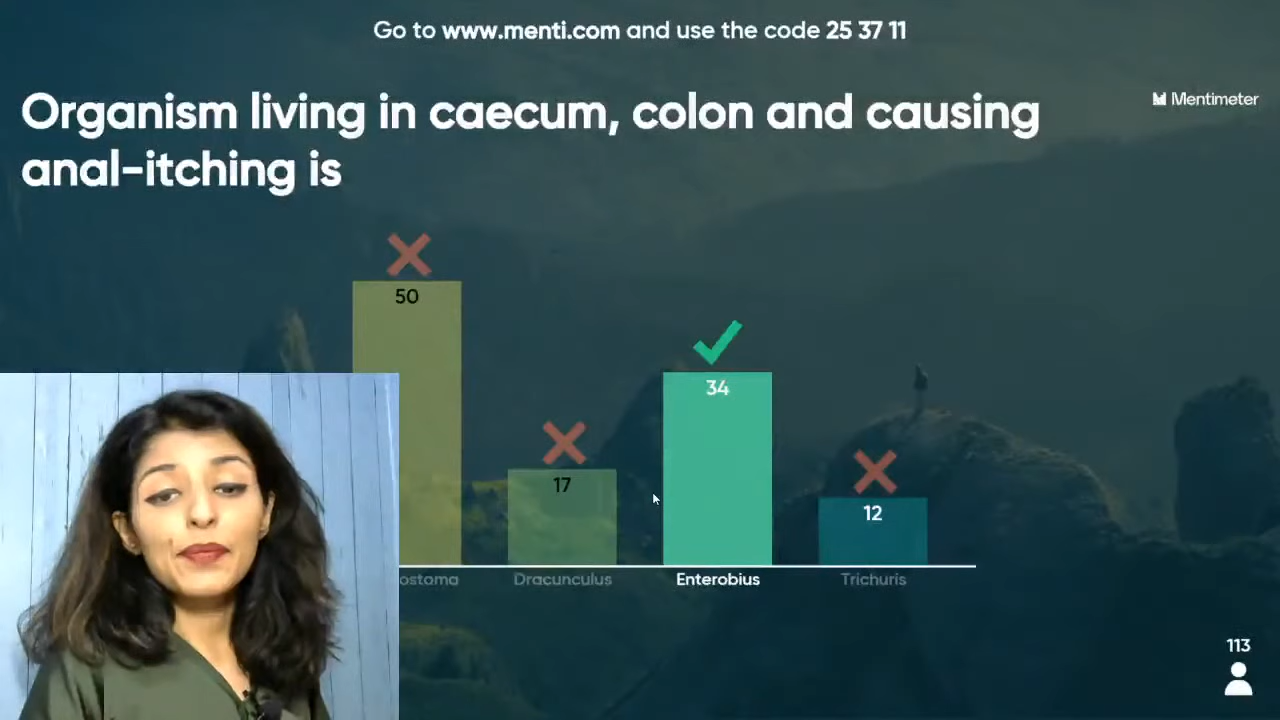 Go to www.menti.com and use the code 25 37 11
Mentimeter
Organism living in caecum, colon and causing
anal-itching is
50
34
17
12
ostoma Dracunculus Enterobius Trichuris
113